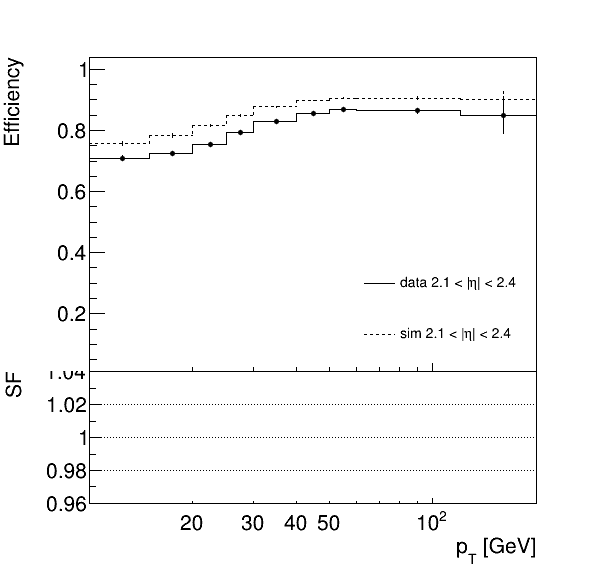 Efficiency
1
0.8
0.6
0.4
0.2
data 2.1 < |η| < 2.4
sim 2.1 < |η| < 2.4
SF
1.04
1.02
1
0.98
0.96
20 30 40 50 10²
p_T [GeV]